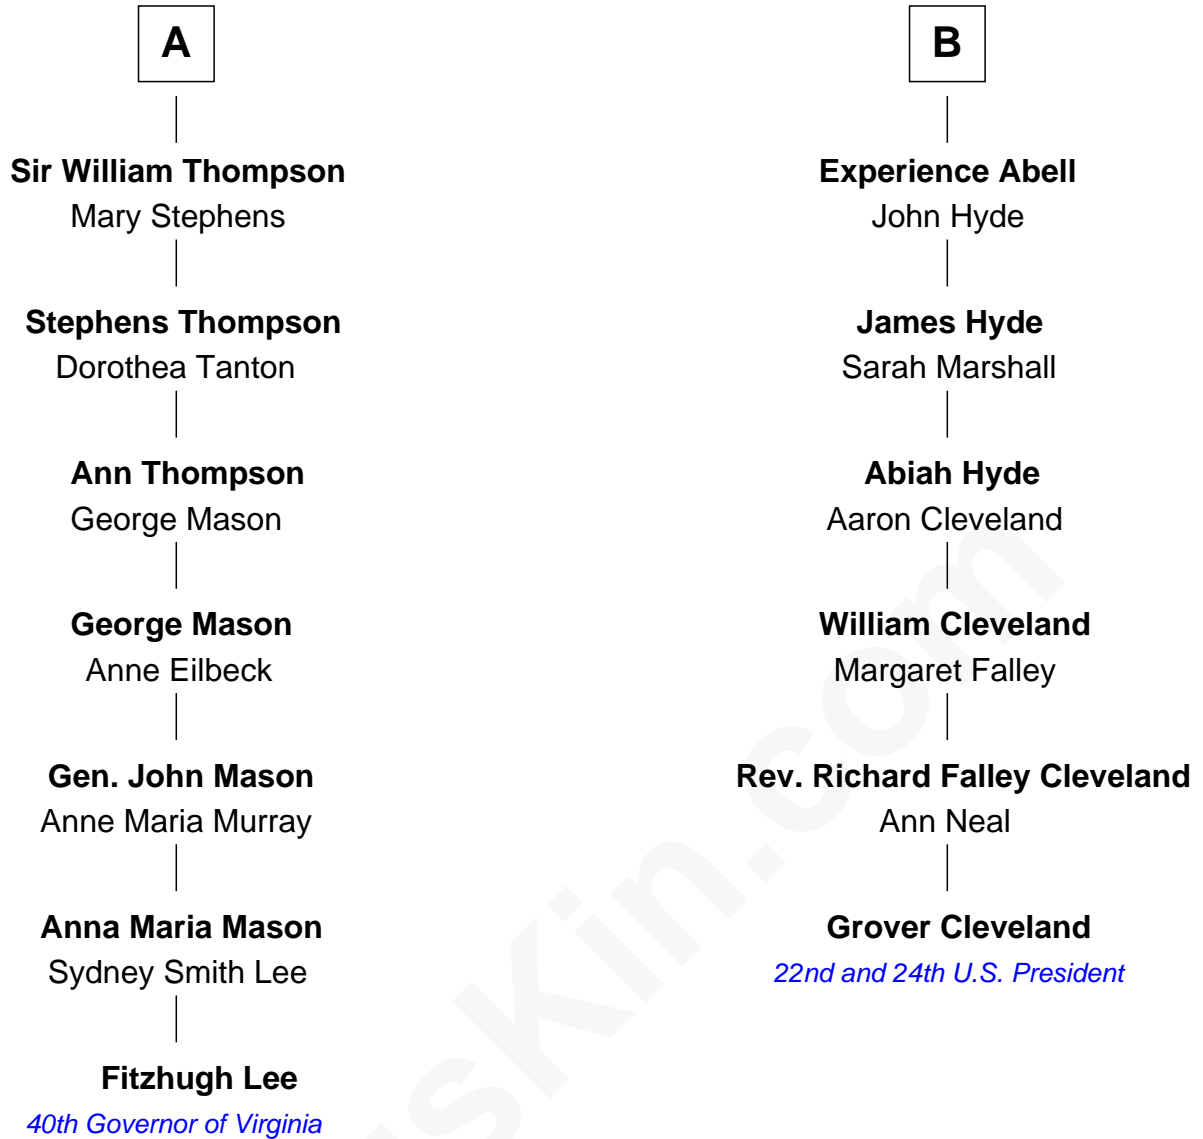 A
Sir William Thompson
Mary Stephens
Stephens Thompson
Dorothea Tanton
Ann Thompson
George Mason
George Mason
Anne Eilbeck
Gen. John Mason
Anne Maria Murray
Anna Maria Mason
Sydney Smith Lee
Fitzhugh Lee
40th Governor of Virginia
B
Experience Abell
John Hyde
James Hyde
Sarah Marshall
Abiah Hyde
Aaron Cleveland
William Cleveland
Margaret Falley
Rev. Richard Falley Cleveland
Ann Neal
Grover Cleveland
22nd and 24th U.S. President